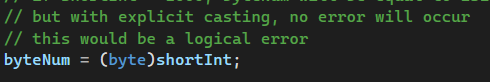 // but with explicit casting, no error will occur
// this would be a logical error
byteNum = (byte)shortInt;